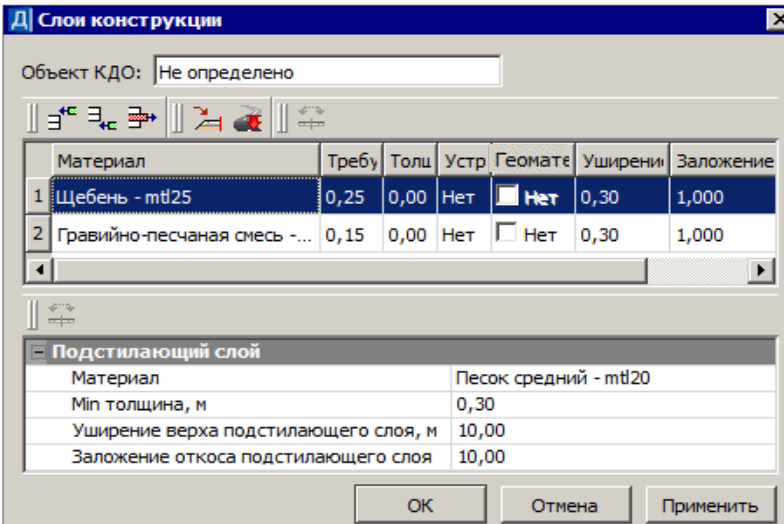 Д Слои конструкции
Объект КДО: Не определено
Материал Требу Толщ Устр Геомате Уширени Заложение
1 Щебень - mtl25 0,25 0,00 Нет Нет 0,30 1,000
2 Гравийно-песчаная смесь -... 0,15 0,00 Нет Нет 0,30 1,000
Подстилающий слой
Материал Песок средний - mtl20
Min толщина, м 0,30
Уширение верха подстилающего слоя, м 10,00
Заложение откоса подстилающего слоя 10,00
ОК Отмена Применить